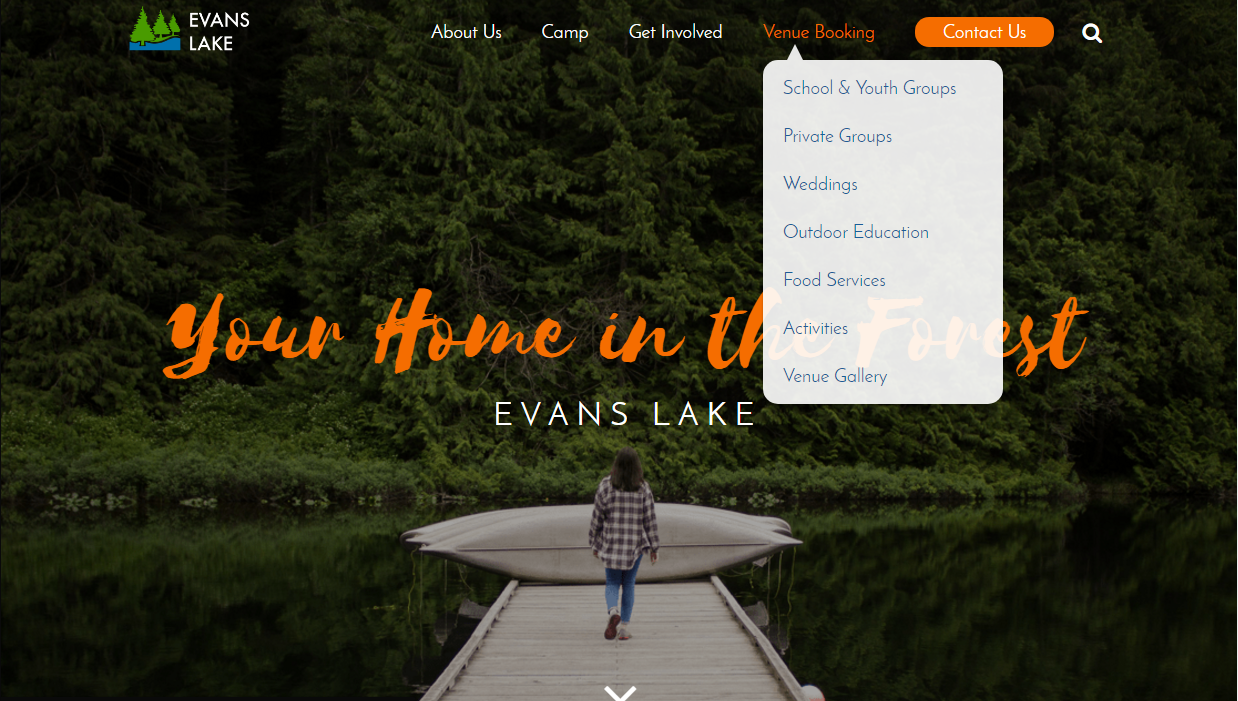 EVANS
LAKE
About Us
Camp
Get Involved
Venue Booking
Contact Us
School & Youth Groups
Private Groups
Weddings
Outdoor Education
Food Services
Activities
Venue Gallery
Your Home in the Forest
EVANS LAKE